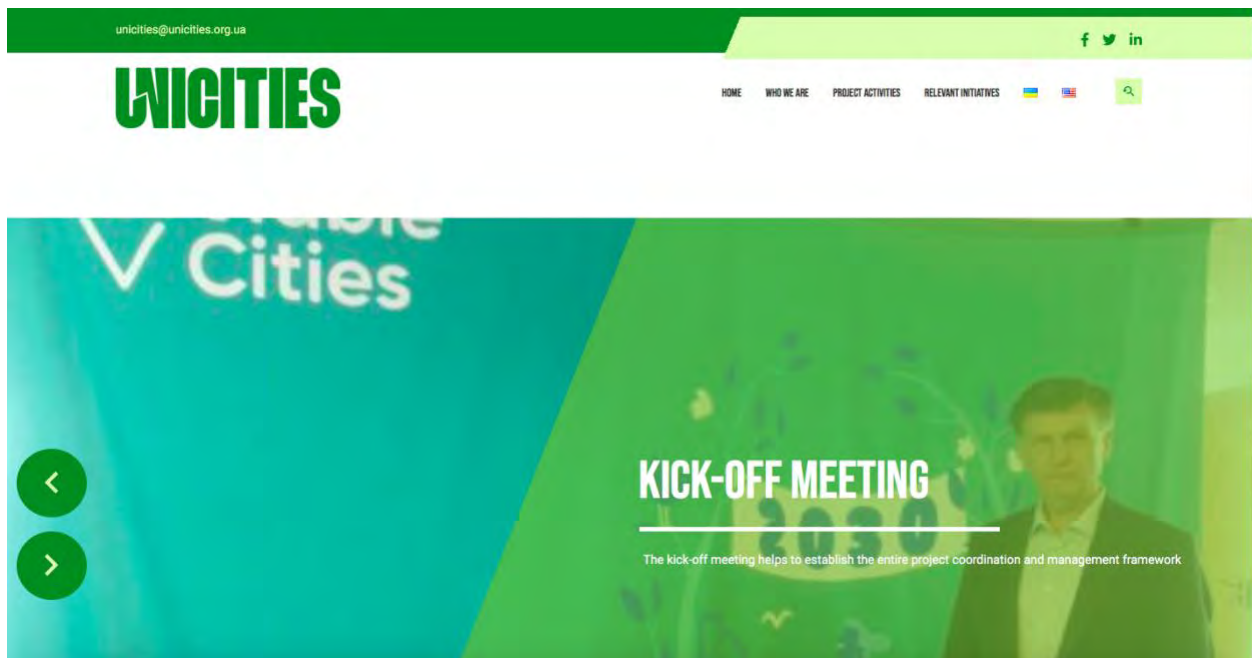 unicities@unicities.org.ua
f in
UNICITIES
HOME WHO WE ARE PROJECT ACTIVITIES RELEVANT INITIATIVES
Cities
KICK-OFF MEETING
2030
The kick-off meeting helps to establish the entire project coordination and management framework